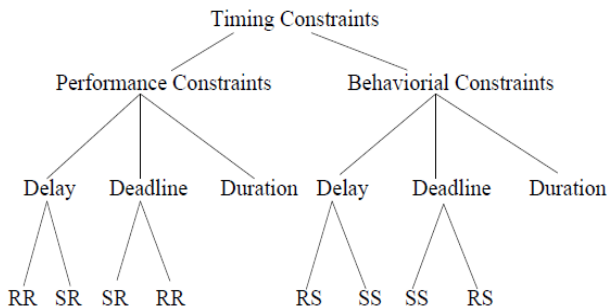 Timing Constraints
Performance Constraints Behaviorial Constraints
Delay Deadline Duration Delay Deadline Duration
RR SR SR RR RS SS SS RS